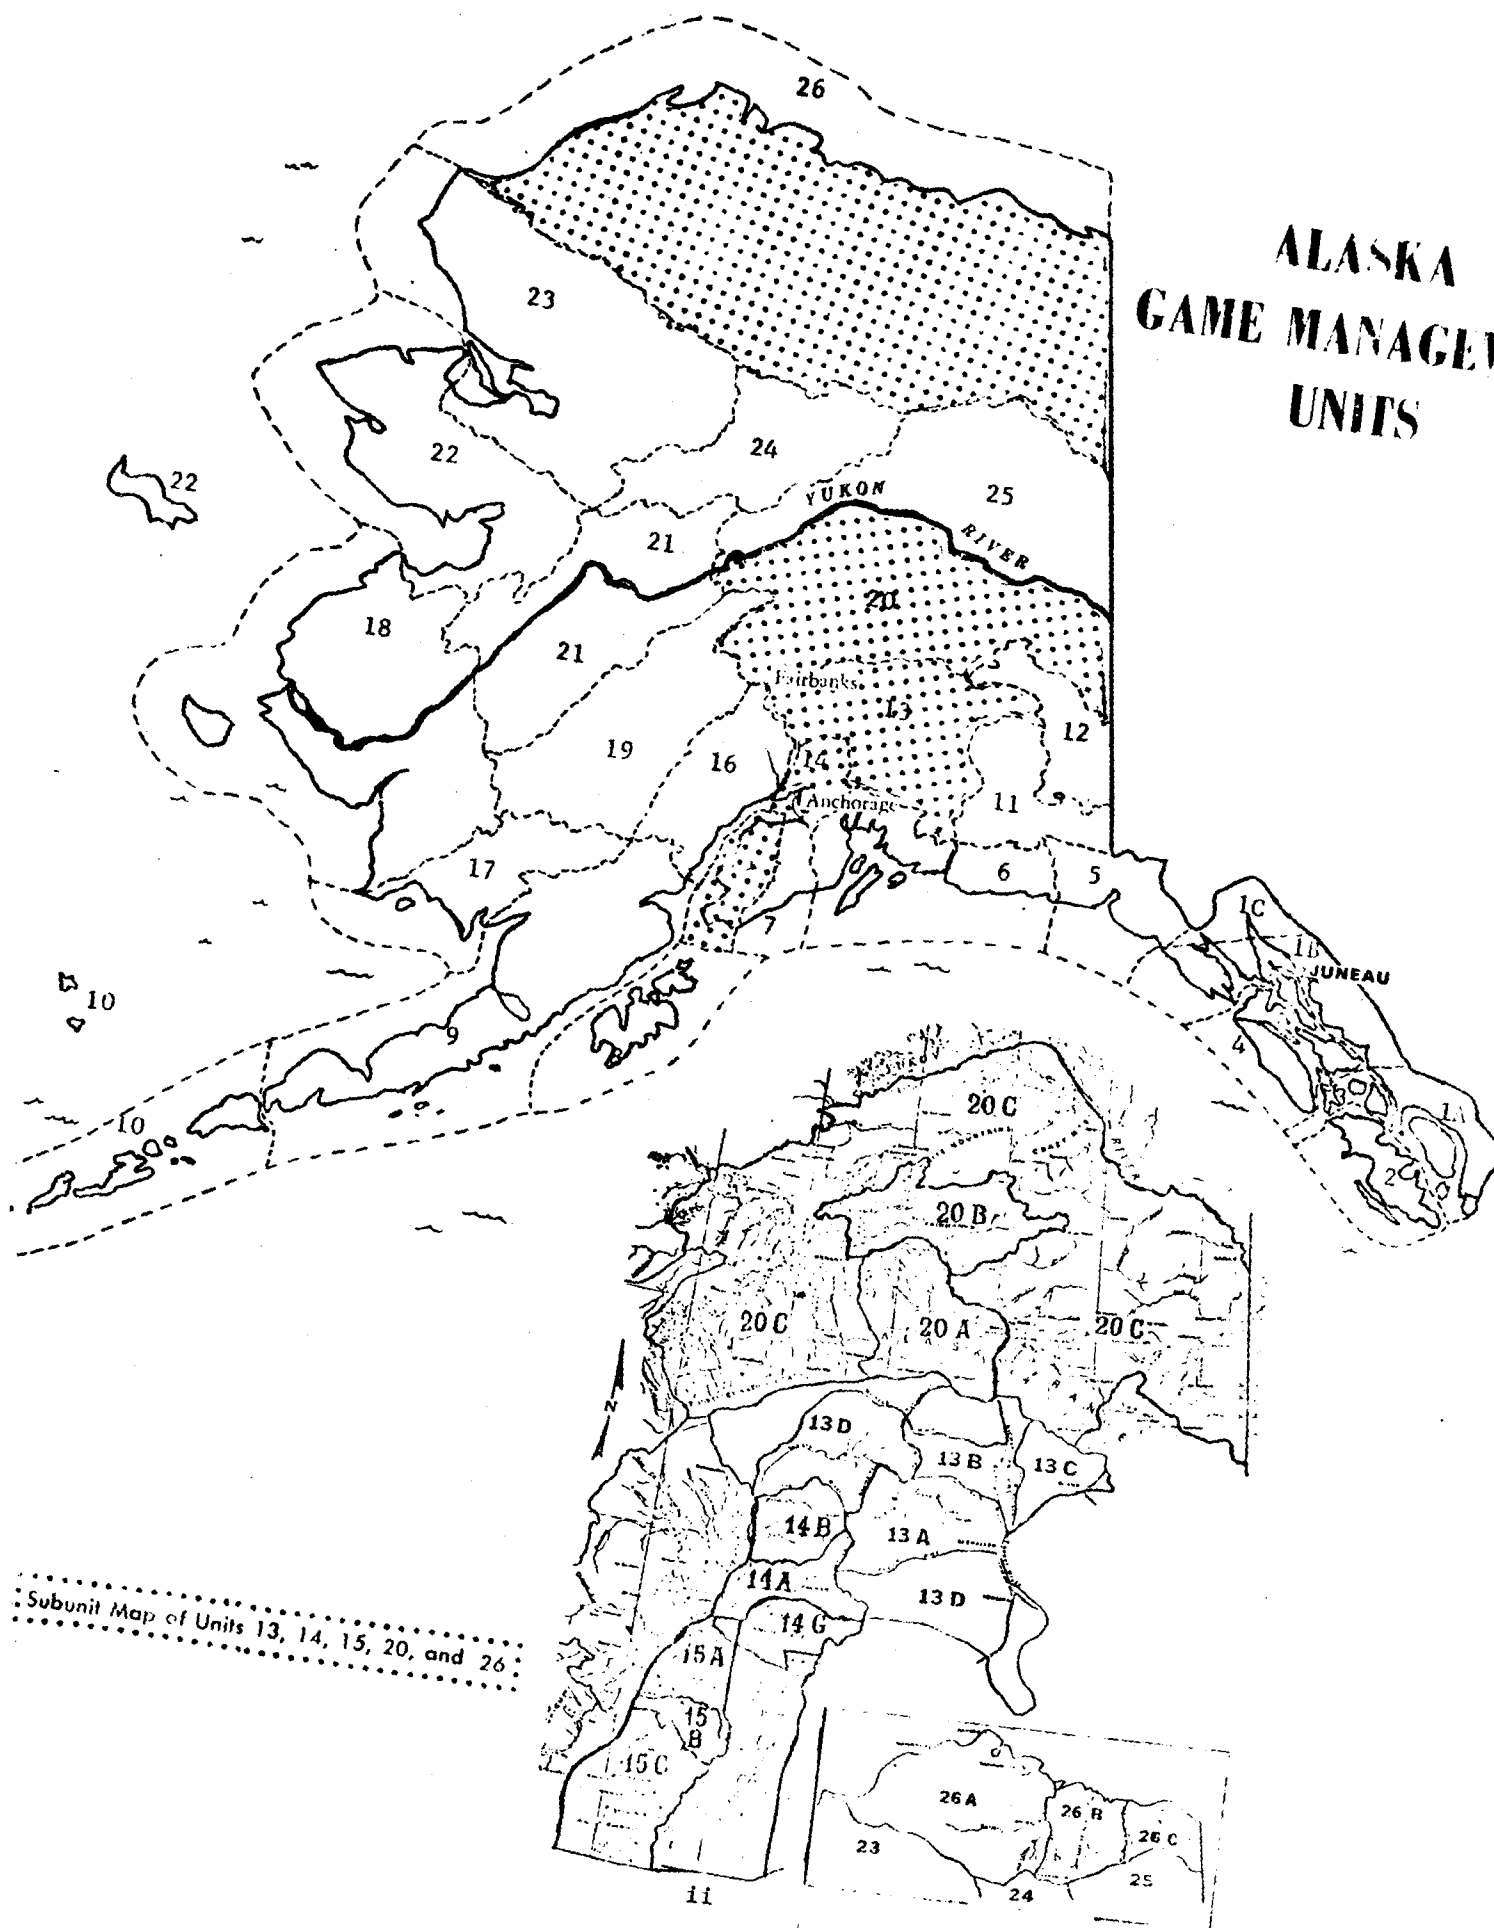 26
ALASKA
GAME
UNITS
23
22
24
22
YUKON
25
21
RIVER
20
18
21
Fairbanks
13
12
19
16
14
11
Anchorage
17
6
5
7
1C
1B
JUNEAU
10
9
4
3
1A
10
2
20 C
20 B
20 C
20 A
20 C
N
13 D
13 B
13 C
14 B
13 A
14 A
13 D
14 G
Subunit Map of Units 13, 14, 15, 20, and 26
15 A
15
B
15 C
26 A
26 B
26 C
23
25
24
ii